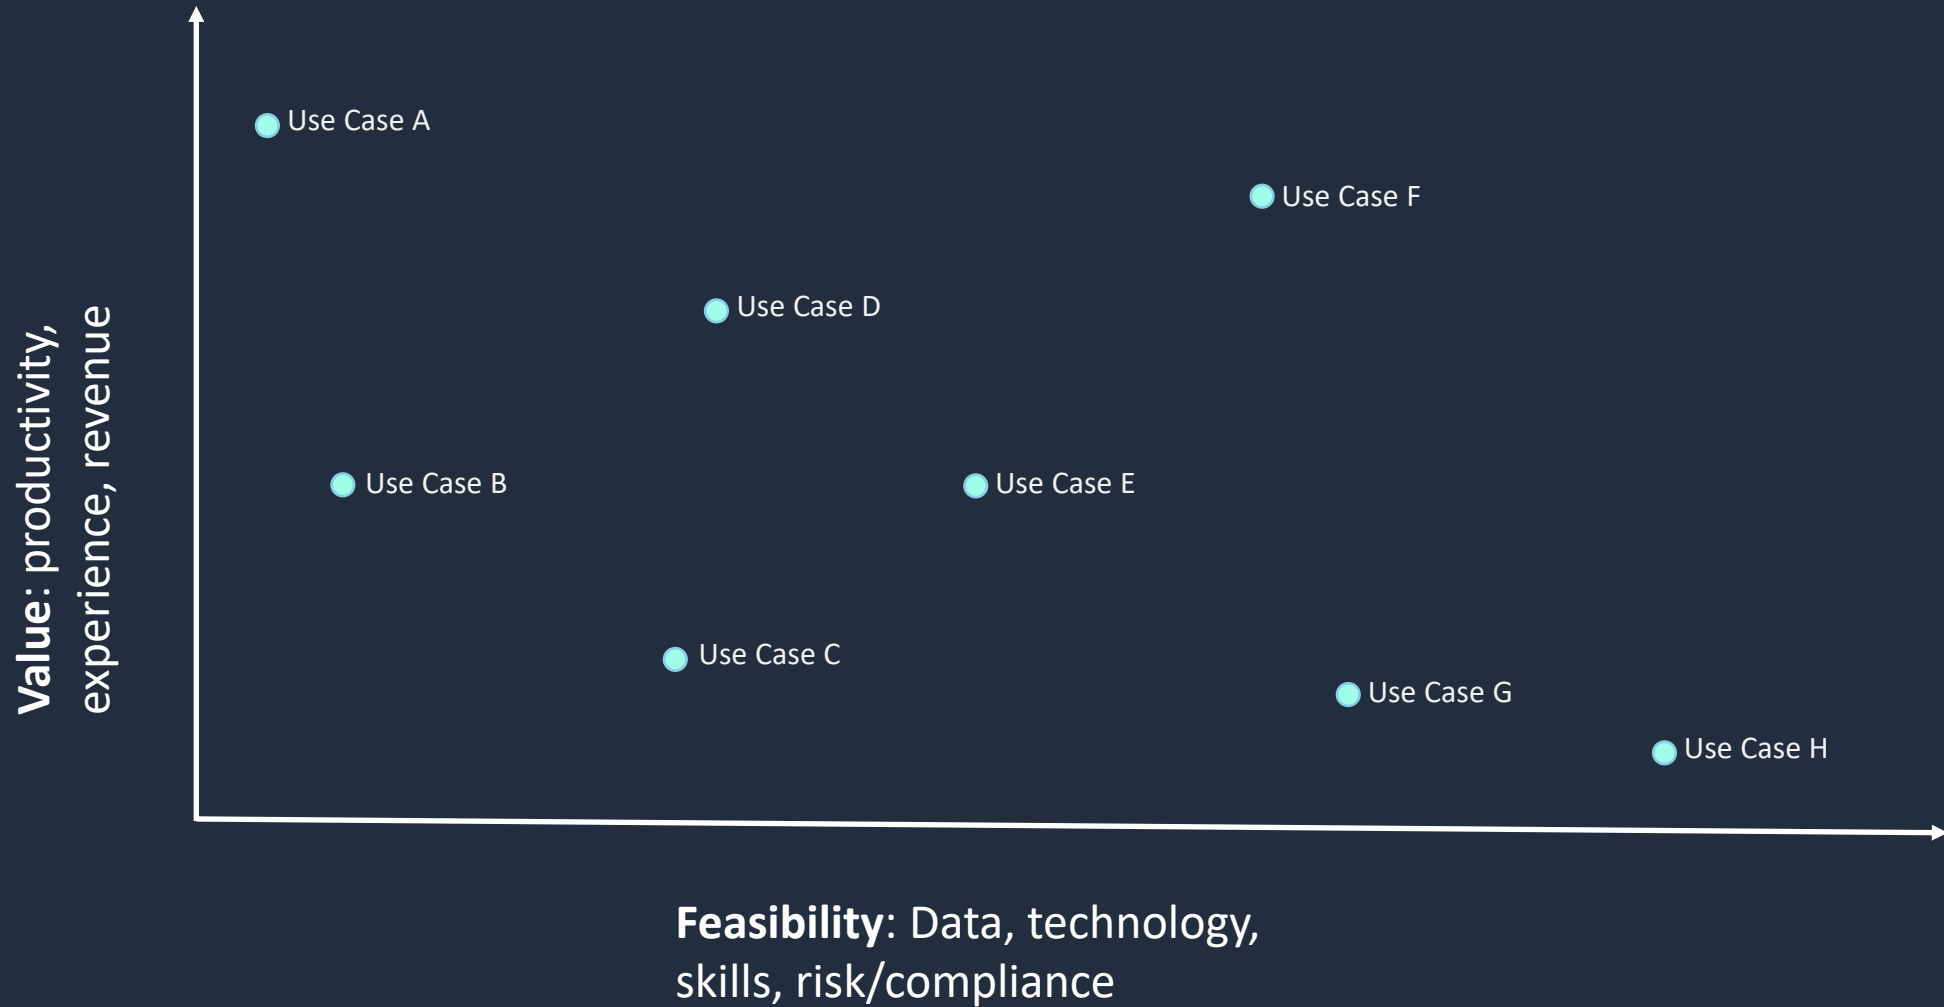 Use Case A
Use Case F
Use Case D
Use Case B
Use Case E
Use Case C
Use Case G
Use Case H
Value: productivity,
experience, revenue
Feasibility: Data, technology,
skills, risk/compliance